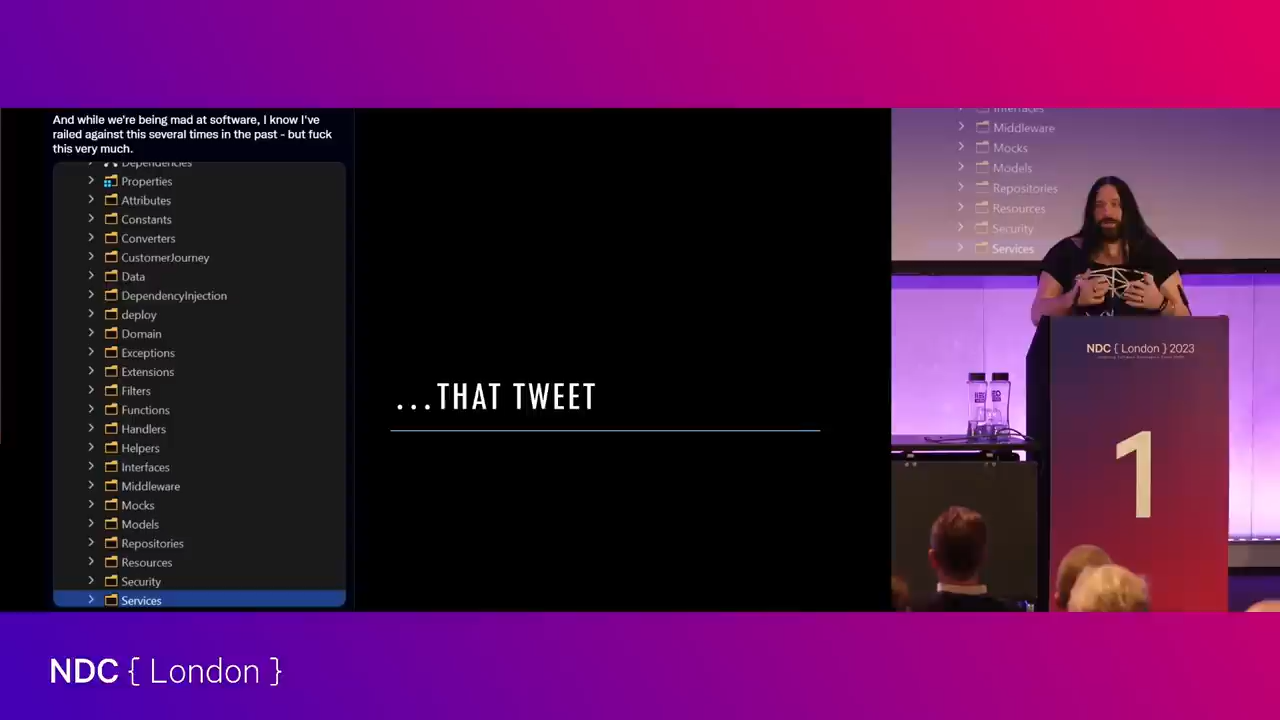 And while we're being mad at software, I know I've
railed against this several times in the past - but fuck
this very much.
Dependencies
Properties
Attributes
Constants
Converters
CustomerJourney
Data
DependencyInjection
deploy
Domain
Exceptions
Extensions
Filters
Functions
Handlers
Helpers
Interfaces
Middleware
Mocks
Models
Repositories
Resources
Security
Services
...THAT TWEET
Interfaces
Middleware
Mocks
Models
Repositories
Resources
Security
Services
NDC { London } 2023
1
NDC { London }